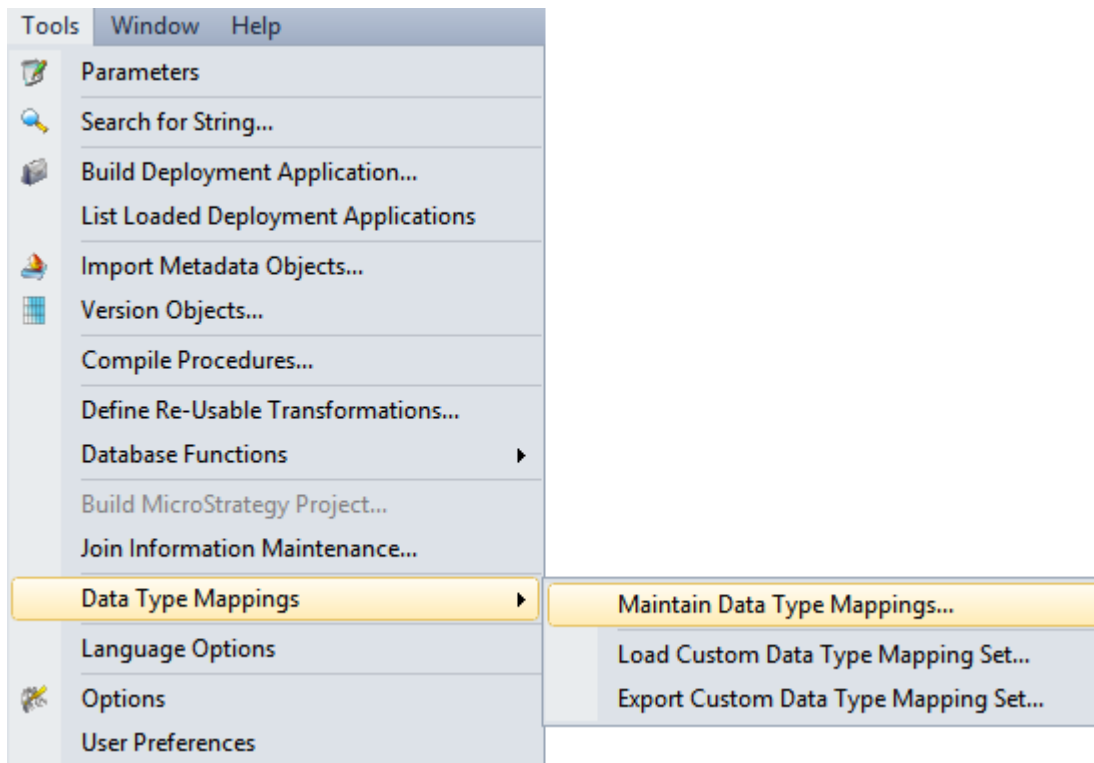 Tools Window Help
Parameters
Search for String...
Build Deployment Application...
List Loaded Deployment Applications
Import Metadata Objects...
Version Objects...
Compile Procedures...
Define Re-Usable Transformations...
Database Functions
Build MicroStrategy Project...
Join Information Maintenance...
Data Type Mappings
Maintain Data Type Mappings...
Load Custom Data Type Mapping Set...
Export Custom Data Type Mapping Set...
Language Options
Options
User Preferences